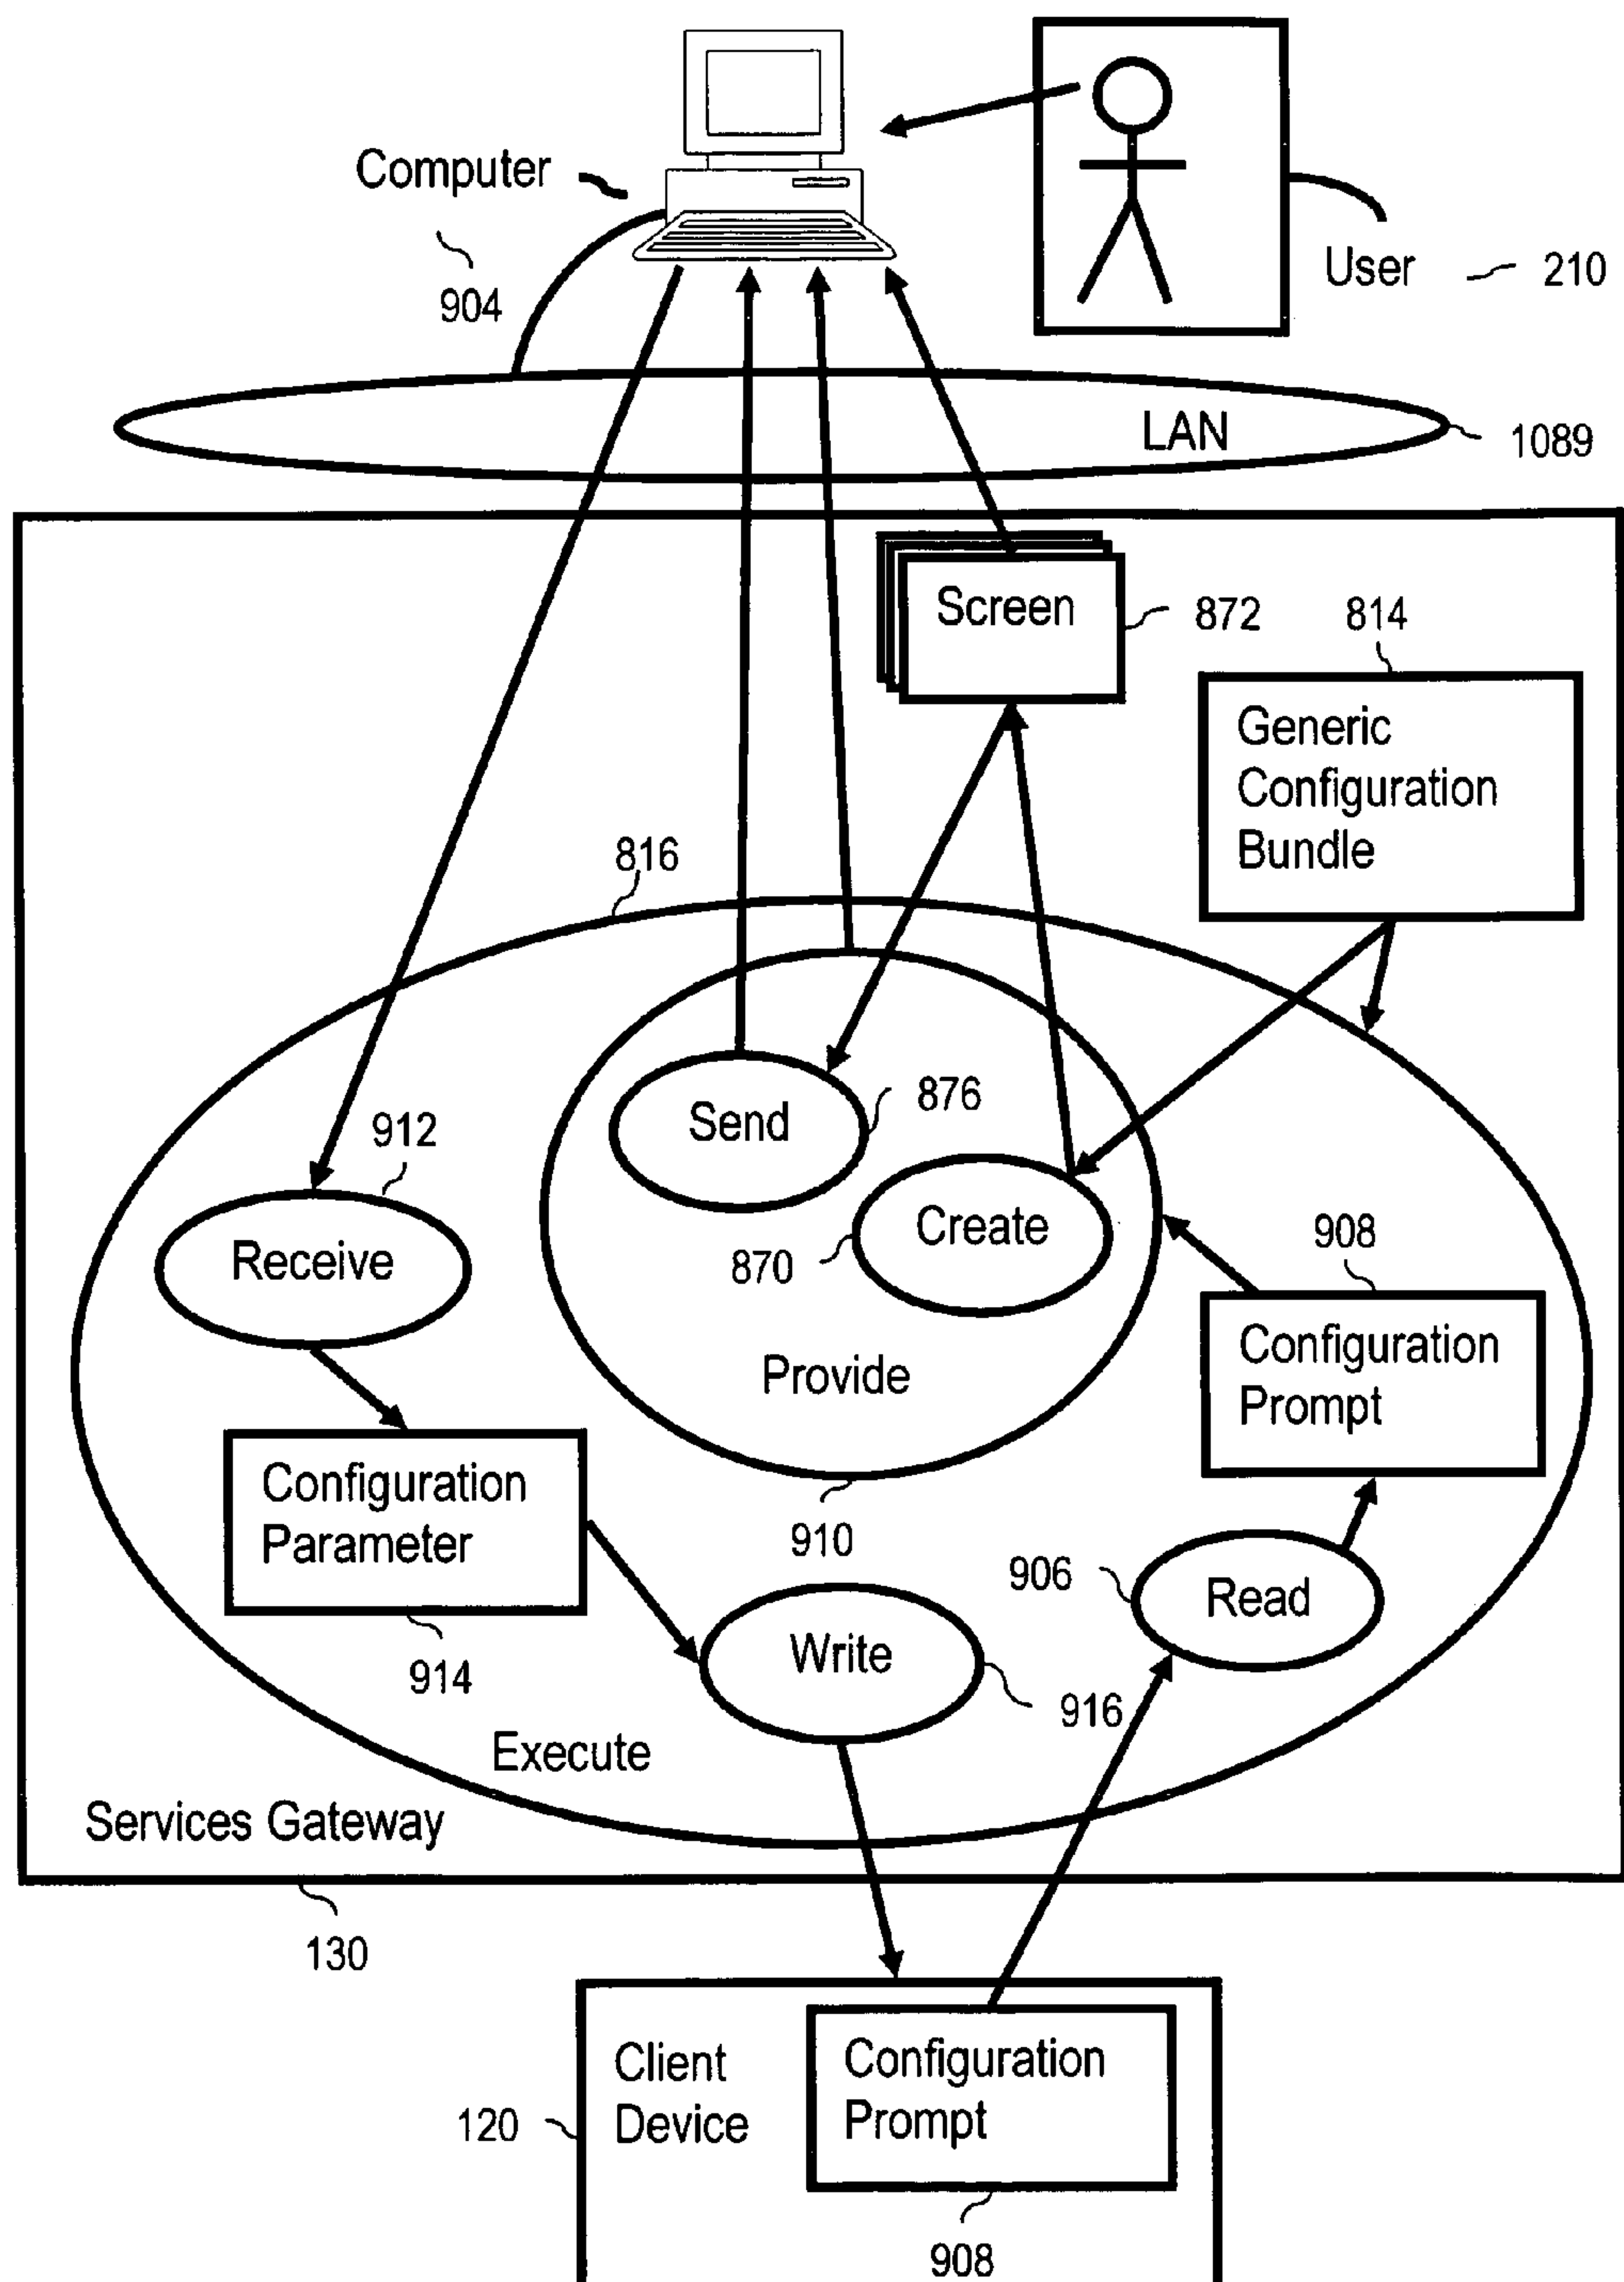 Computer
904
User
210
LAN
1089
Screen
872
814
Generic
Configuration
Bundle
816
Send
876
912
Receive
Create
870
908
Configuration
Prompt
Provide
Configuration
Parameter
910
906
Read
914
Write
916
Execute
Services Gateway
130
Client
Device
120
Configuration
Prompt
908